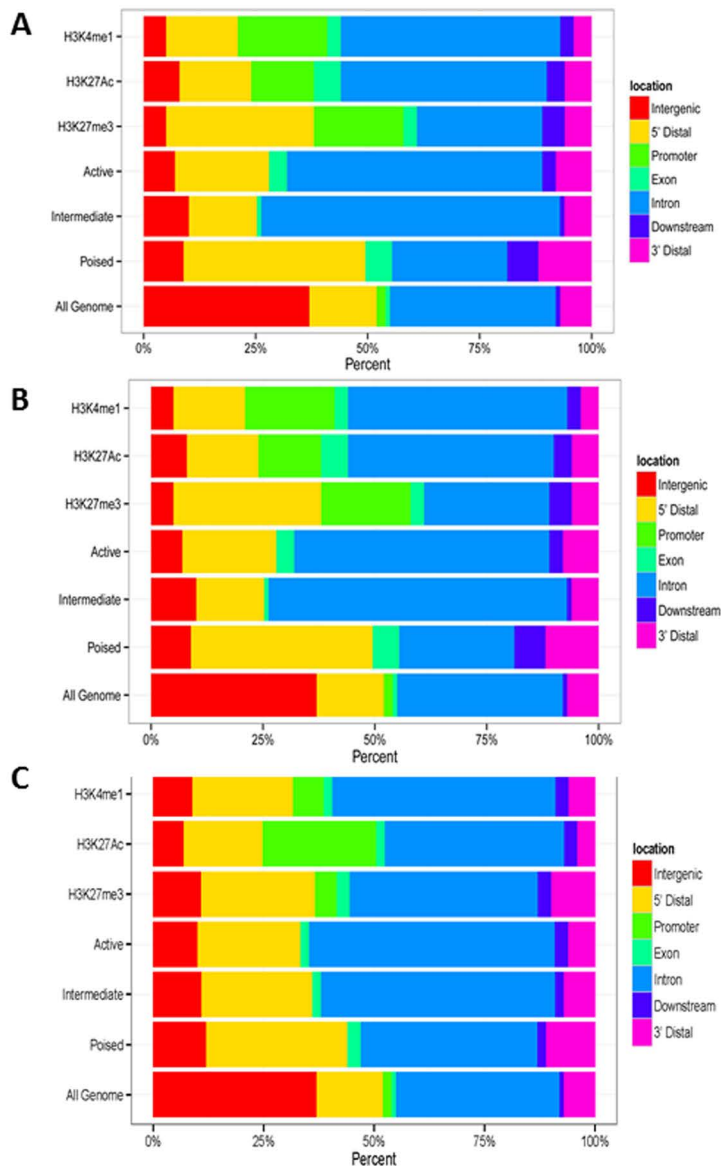 A
H3K4me1
H3K27Ac
H3K27me3
Active
Intermediate
Poised
All Genome
0% 25% 50% 75% 100%
Percent
location
Intergenic
5' Distal
Promoter
Exon
Intron
Downstream
3' Distal
B
H3K4me1
H3K27Ac
H3K27me3
Active
Intermediate
Poised
All Genome
0% 25% 50% 75% 100%
Percent
location
Intergenic
5' Distal
Promoter
Exon
Intron
Downstream
3' Distal
C
H3K4me1
H3K27Ac
H3K27me3
Active
Intermediate
Poised
All Genome
0% 25% 50% 75% 100%
Percent
location
Intergenic
5' Distal
Promoter
Exon
Intron
Downstream
3' Distal